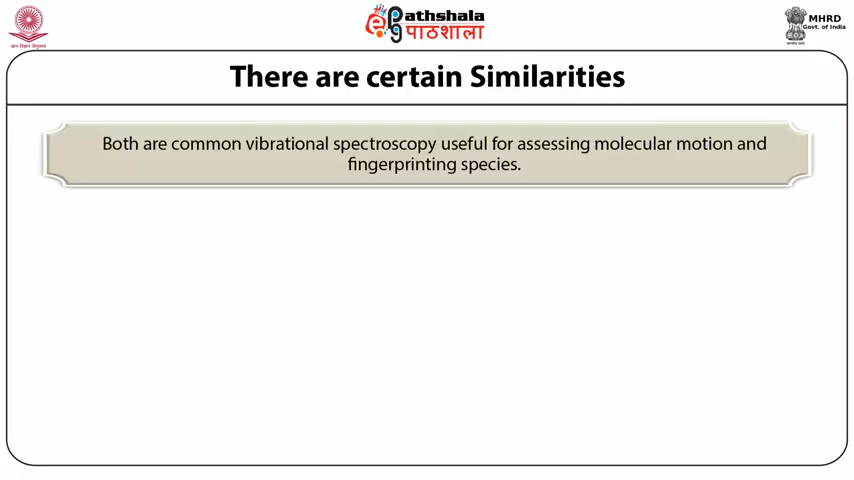 ePathshala
पाठशाला
MHRD
Govt. of India
There are certain Similarities
Both are common vibrational spectroscopy useful for assessing molecular motion and
fingerprinting species.